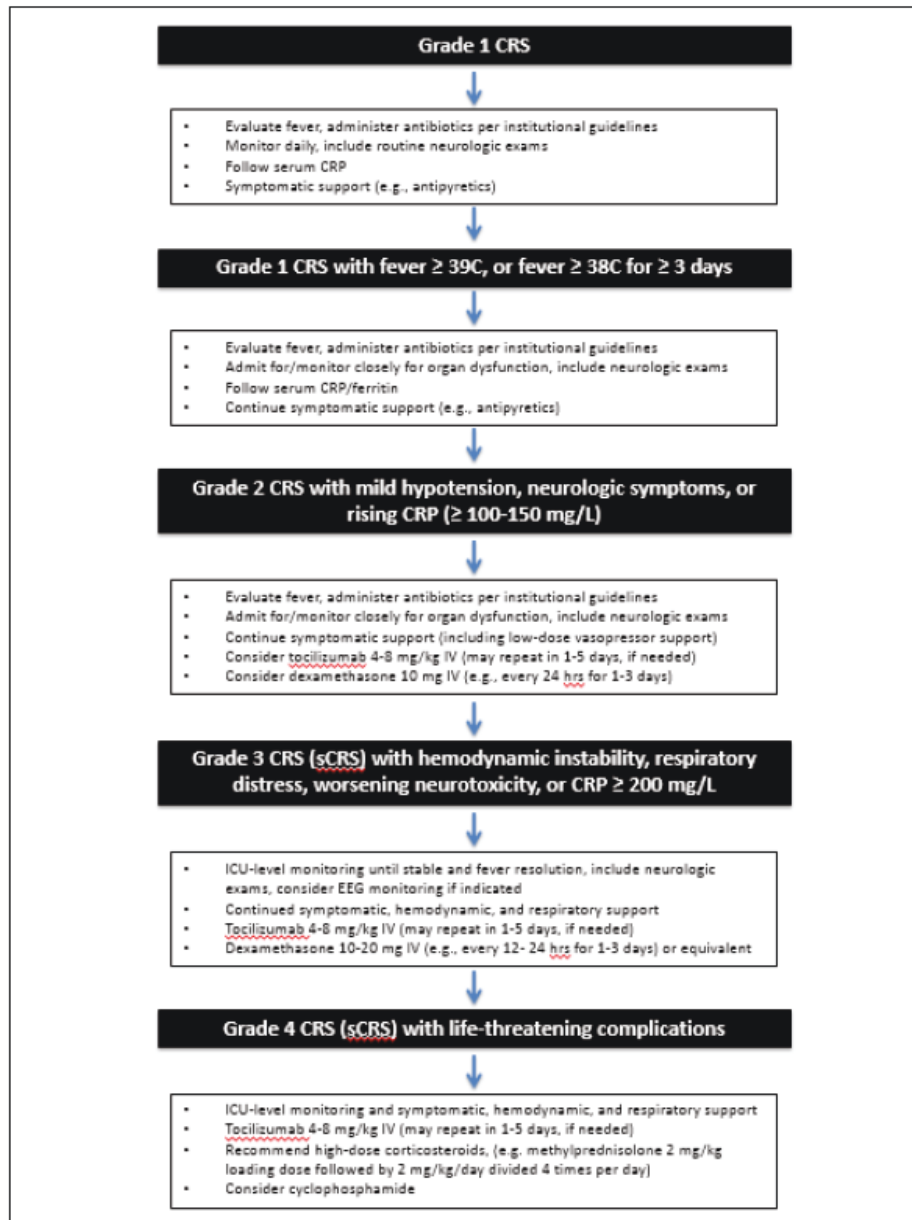 Grade 1 CRS
▪ Evaluate fever, administer antibiotics per institutional guidelines
▪ Monitor daily, include routine neurologic exams
▪ Follow serum CRP
▪ Symptomatic support (e.g., antipyretics)
Grade 1 CRS with fever ≥ 39C, or fever ≥ 38C for ≥ 3 days
▪ Evaluate fever, administer antibiotics per institutional guidelines
▪ Admit for/monitor closely for organ dysfunction, include neurologic exams
▪ Follow serum CRP/ferritin
▪ Continue symptomatic support (e.g., antipyretics)
Grade 2 CRS with mild hypotension, neurologic symptoms, or
rising CRP (≥ 100-150 mg/L)
▪ Evaluate fever, administer antibiotics per institutional guidelines
▪ Admit for/monitor closely for organ dysfunction, include neurologic exams
▪ Continue symptomatic support (including low-dose vasopressor support)
▪ Consider tocilizumab 4-8 mg/kg IV (may repeat in 1-5 days, if needed)
▪ Consider dexamethasone 10 mg IV (e.g., every 24 hrs for 1-3 days)
Grade 3 CRS (sCRS) with hemodynamic instability, respiratory
distress, worsening neurotoxicity, or CRP ≥ 200 mg/L
▪ ICU-level monitoring until stable and fever resolution, include neurologic
exams, consider EEG monitoring if indicated
▪ Continued symptomatic, hemodynamic, and respiratory support
▪ Tocilizumab 4-8 mg/kg IV (may repeat in 1-5 days, if needed)
▪ Dexamethasone 10-20 mg IV (e.g., every 12- 24 hrs for 1-3 days) or equivalent
Grade 4 CRS (sCRS) with life-threatening complications
▪ ICU-level monitoring and symptomatic, hemodynamic, and respiratory support
▪ Tocilizumab 4-8 mg/kg IV (may repeat in 1-5 days, if needed)
▪ Recommend high-dose corticosteroids, (e.g. methylprednisolone 2 mg/kg
loading dose followed by 2 mg/kg/day divided 4 times per day)
▪ Consider cyclophosphamide